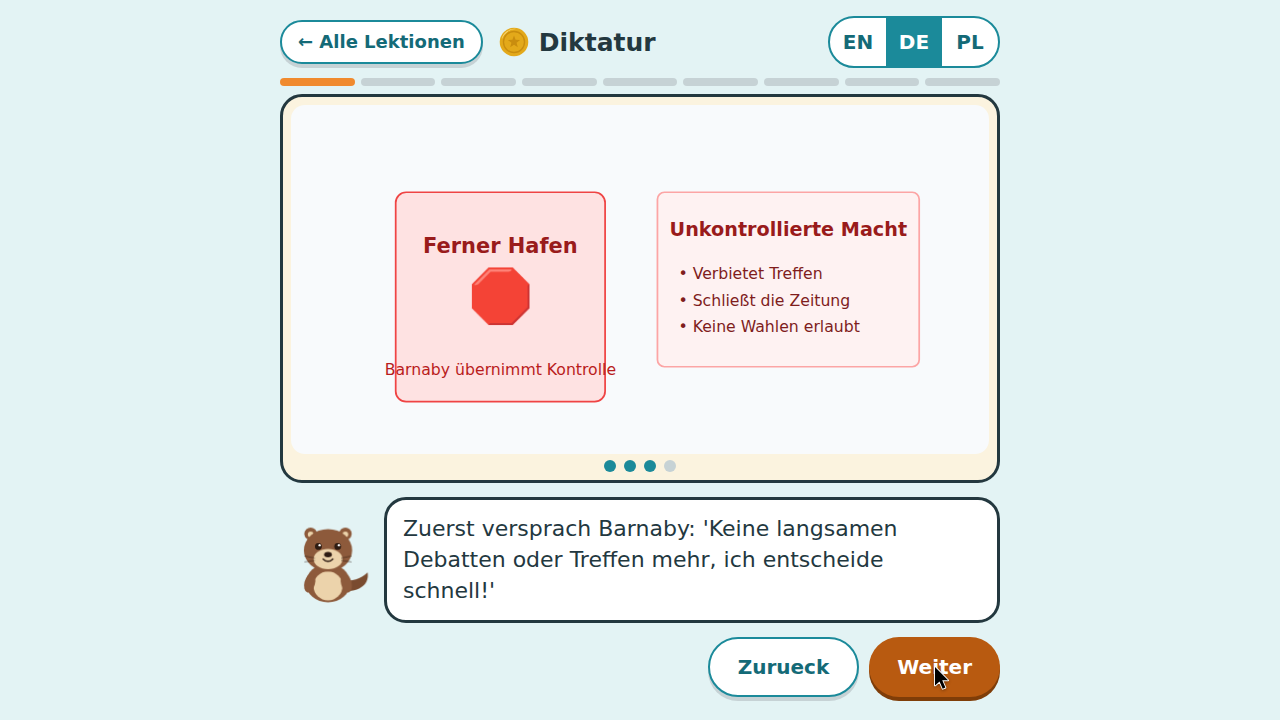 ← Alle Lektionen
Diktatur
EN DE PL
Ferner Hafen
Barnaby übernimmt Kontrolle
Unkontrollierte Macht
• Verbietet Treffen
• Schließt die Zeitung
• Keine Wahlen erlaubt
Zuerst versprach Barnaby: 'Keine langsamen
Debatten oder Treffen mehr, ich entscheide
schnell!'
Zurueck
Weiter